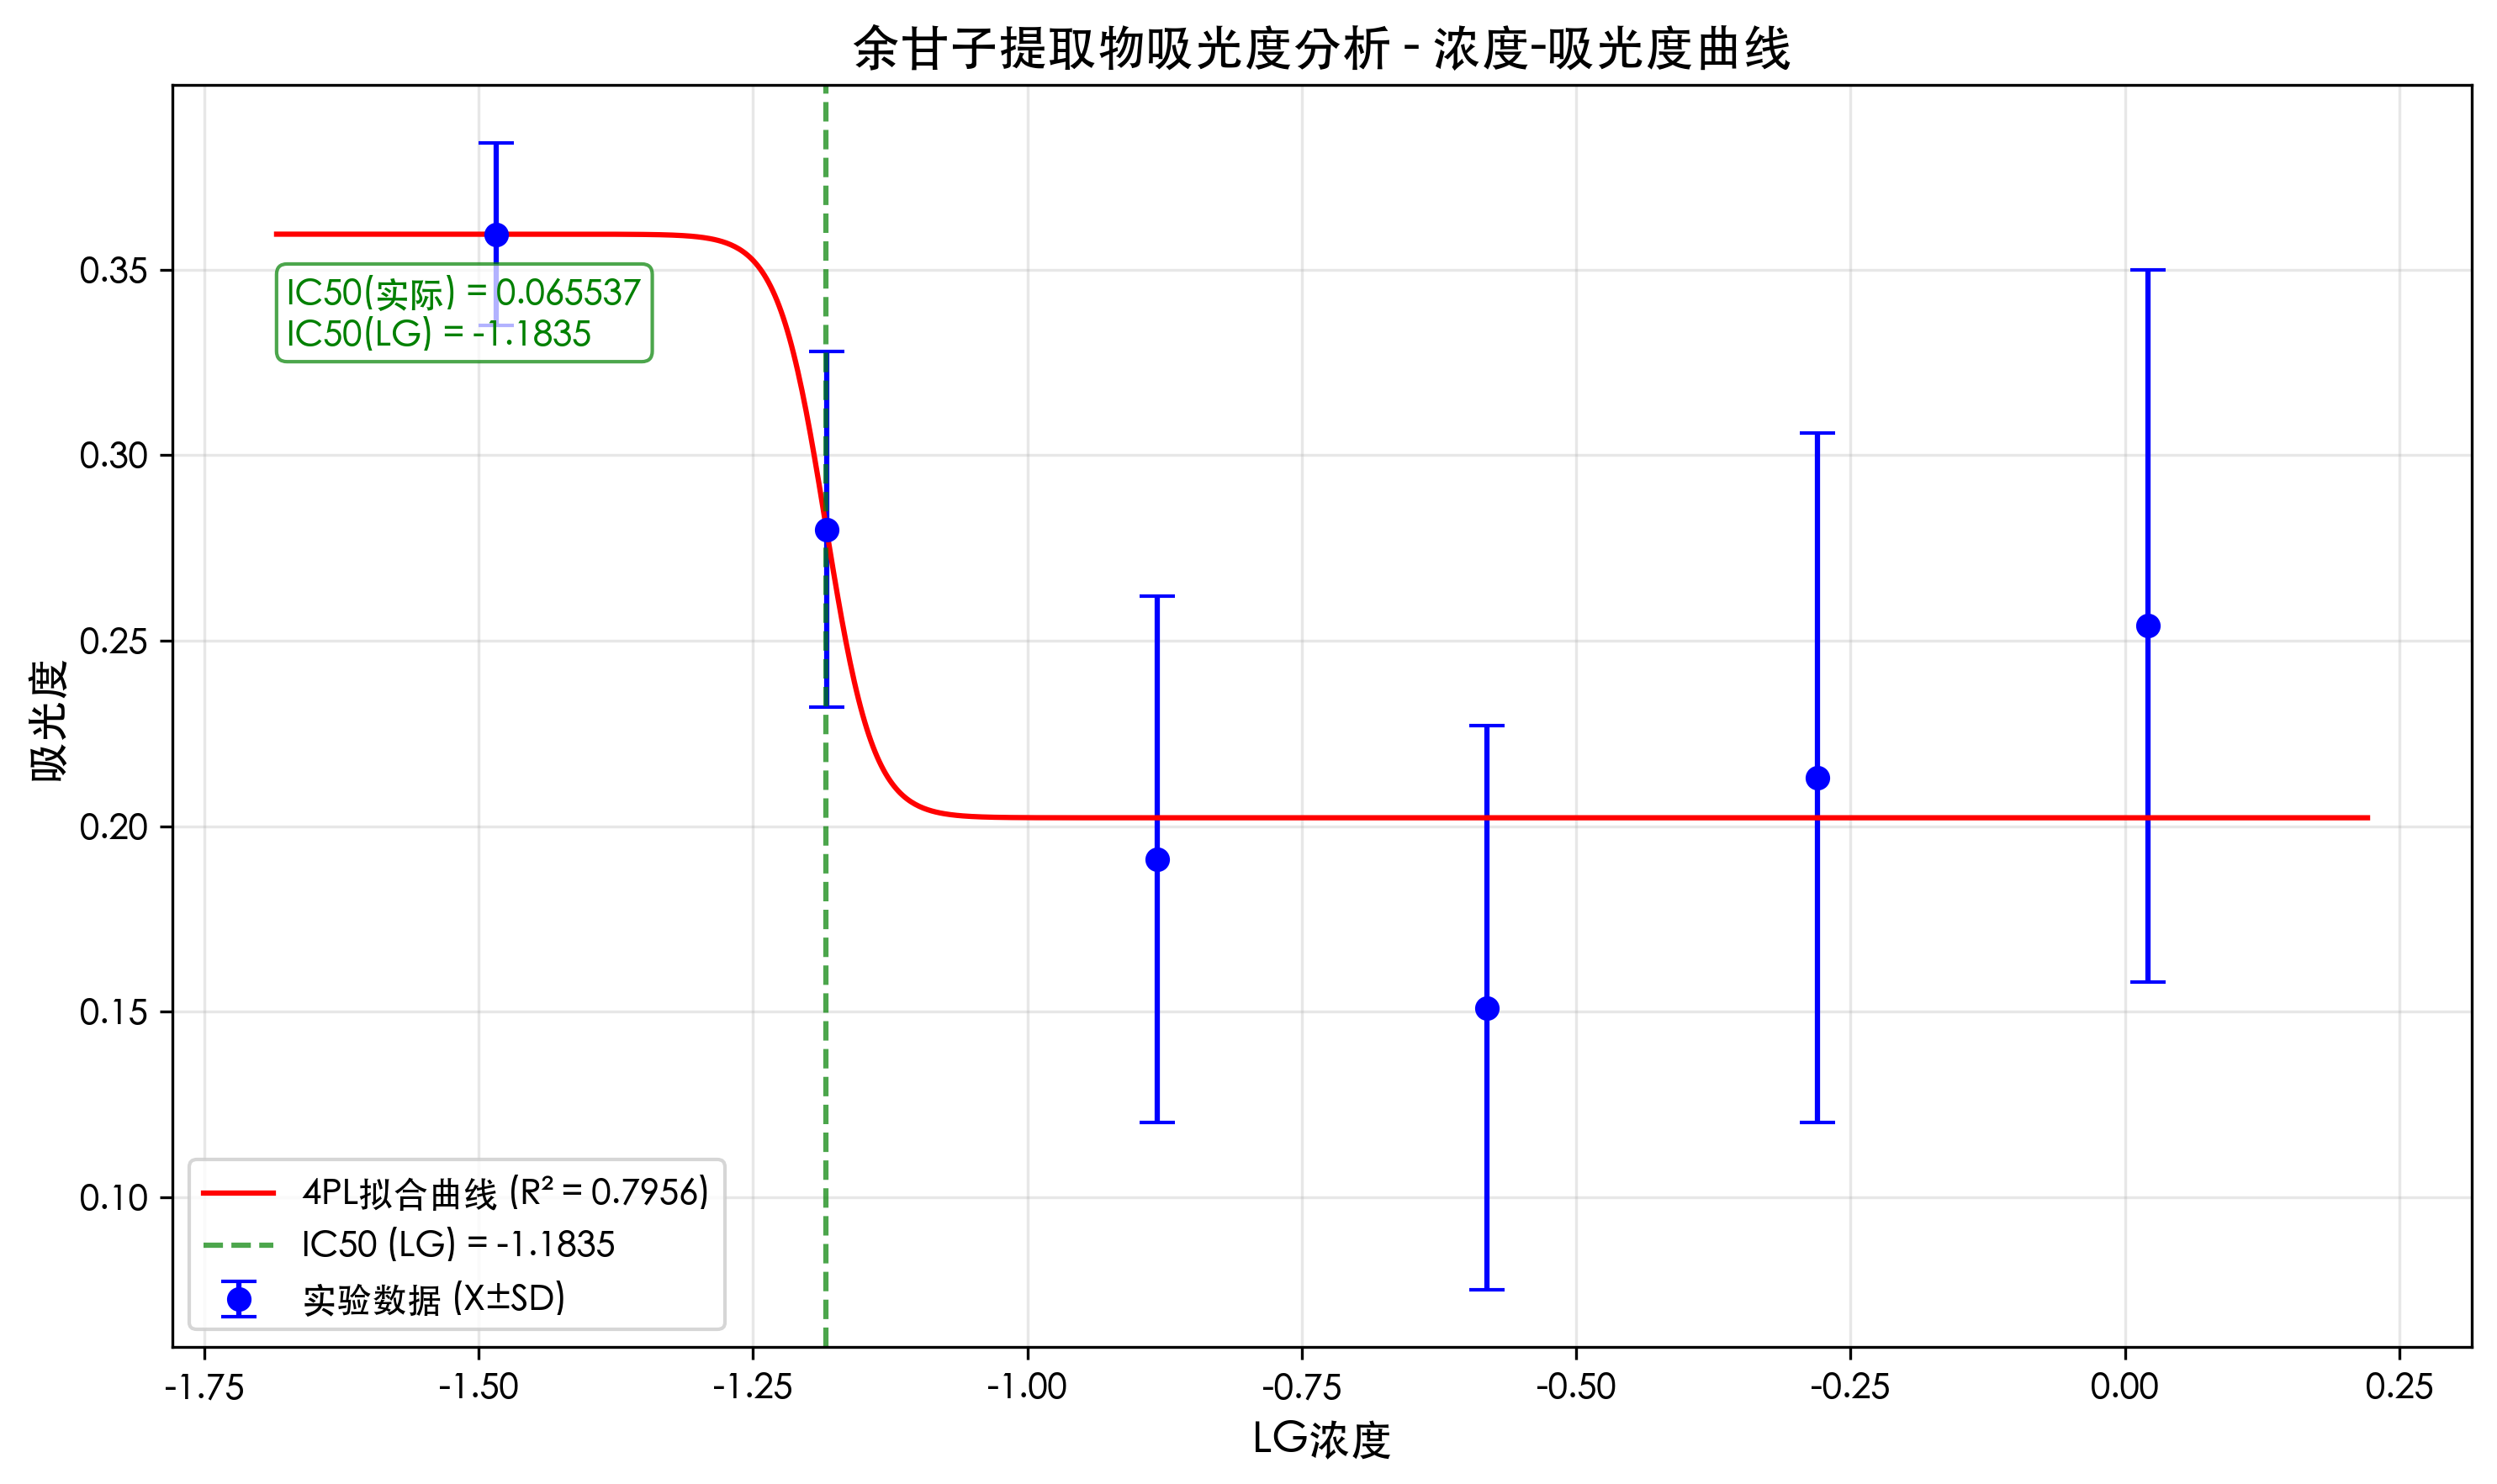 余甘子提取物吸光度分析 - 浓度-吸光度曲线
吸光度
0.35
0.30
0.25
0.20
0.15
0.10
IC50(实际) = 0.065537
IC50(LG) = -1.1835
4PL拟合曲线 (R² = 0.7956)
IC50 (LG) = -1.1835
实验数据 (X±SD)
-1.75 -1.50 -1.25 -1.00 -0.75 -0.50 -0.25 0.00 0.25
LG浓度